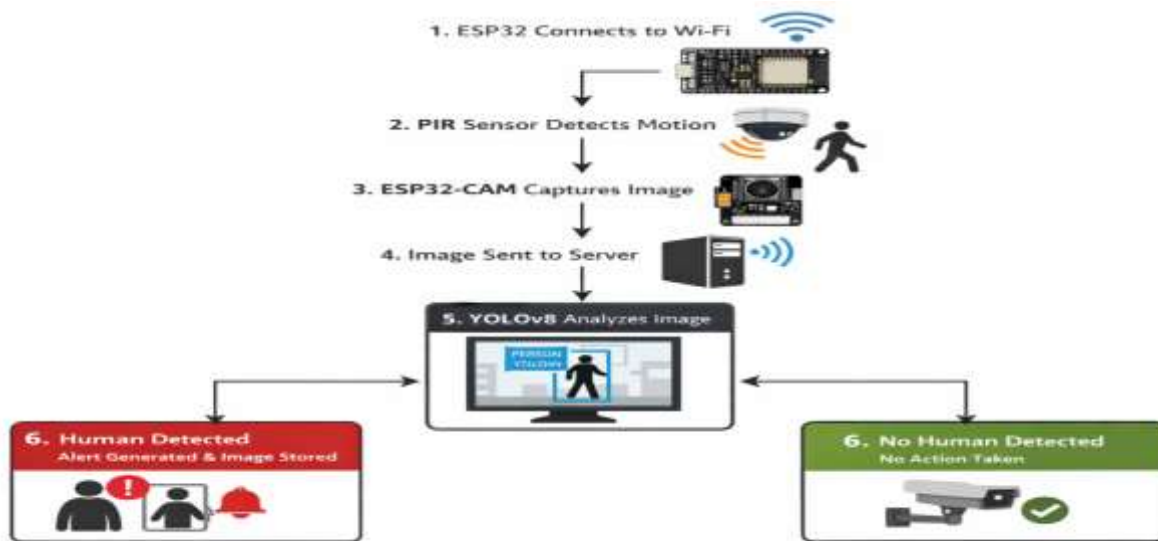 1. ESP32 Connects to Wi-Fi
2. PIR Sensor Detects Motion
3. ESP32-CAM Captures Image
4. Image Sent to Server
5. YOLOv8 Analyzes Image
PERSON
6. Human Detected
Alert Generated & Image Stored
!
6. No Human Detected
No Action Taken